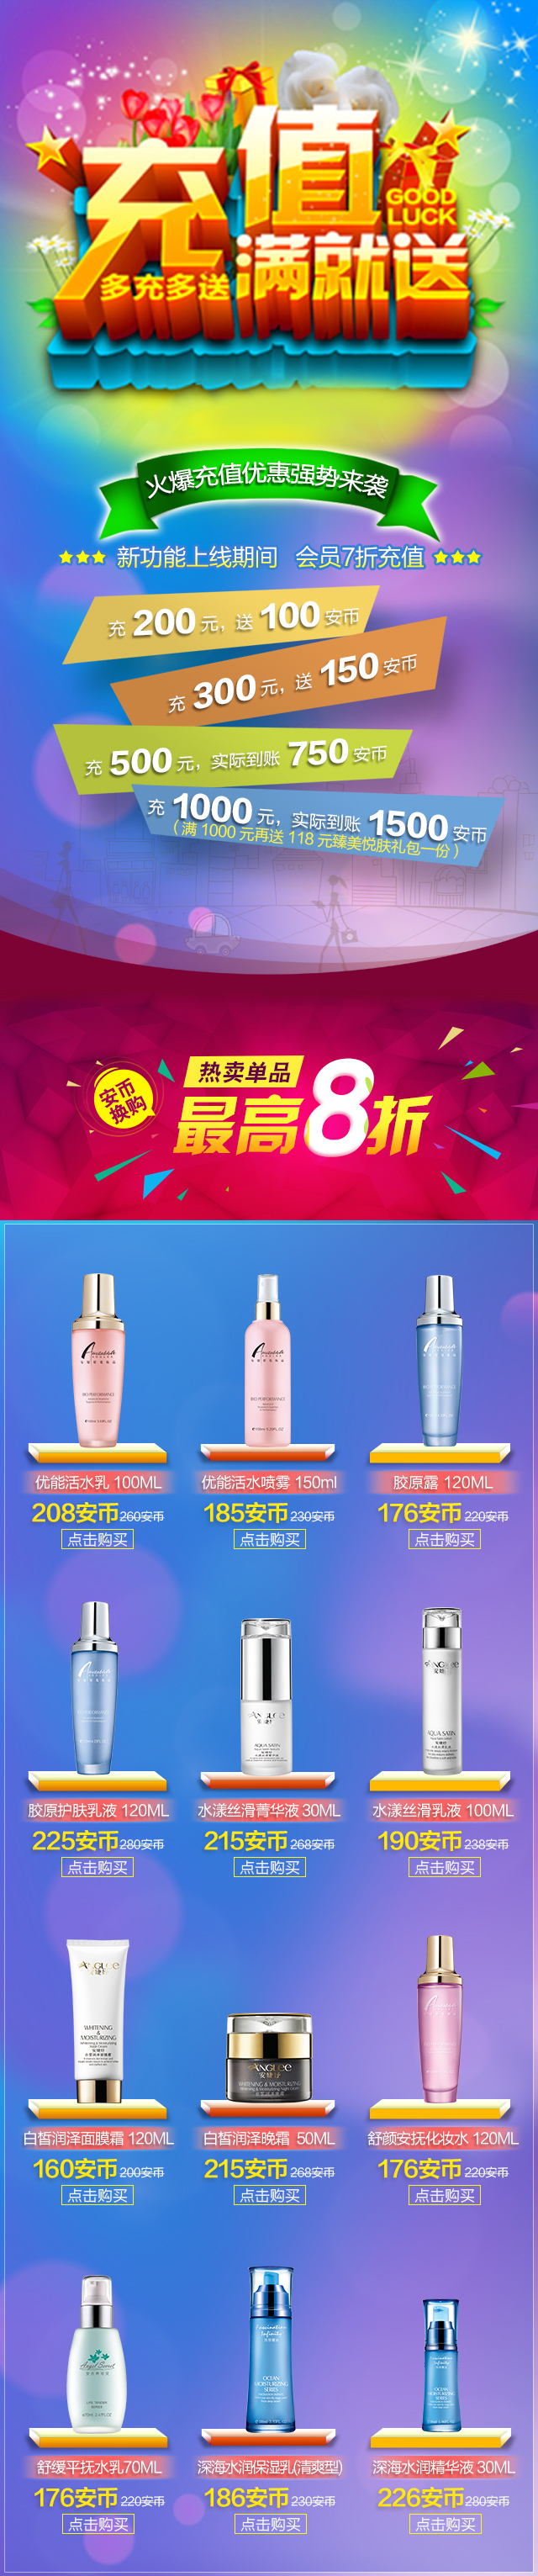 充值
GOOD
LUCK
多充多送满就送
火爆充值优惠强势来袭
新功能上线期间 会员7折充值
充 200 元，送 100 安币
充 300 元，送 150 安币
充 500 元，实际到账 750 安币
充 1000 元，实际到账 1500 安币
（满 1000 元再送 118 元臻美悦肤礼包一份）
安币
换购
热卖单品
最高8折
优能活水乳 100ML
208安币 260安币
点击购买
优能活水喷雾 150ml
185安币 230安币
点击购买
胶原露 120ML
176安币 220安币
点击购买
胶原护肤乳液 120ML
225安币 280安币
点击购买
水漾丝滑菁华液 30ML
215安币 268安币
点击购买
AQUA SATIN
水漾丝滑乳液 100ML
190安币 238安币
点击购买
AQUA SATIN
ANGLEE
WHITENING
&
MOISTURIZING
白皙润泽面膜霜 120ML
160安币 200安币
点击购买
ANGLEE
WHITENING & MOISTURIZING
白皙润泽晚霜 50ML
215安币 268安币
点击购买
舒颜安抚化妆水 120ML
176安币 220安币
点击购买
舒缓平抚水乳70ML
176安币 220安币
点击购买
OCEAN
MOISTURIZING
SERIES
深海水润保湿乳(清爽型)
186安币 230安币
点击购买
深海水润精华液 30ML
226安币 280安币
点击购买